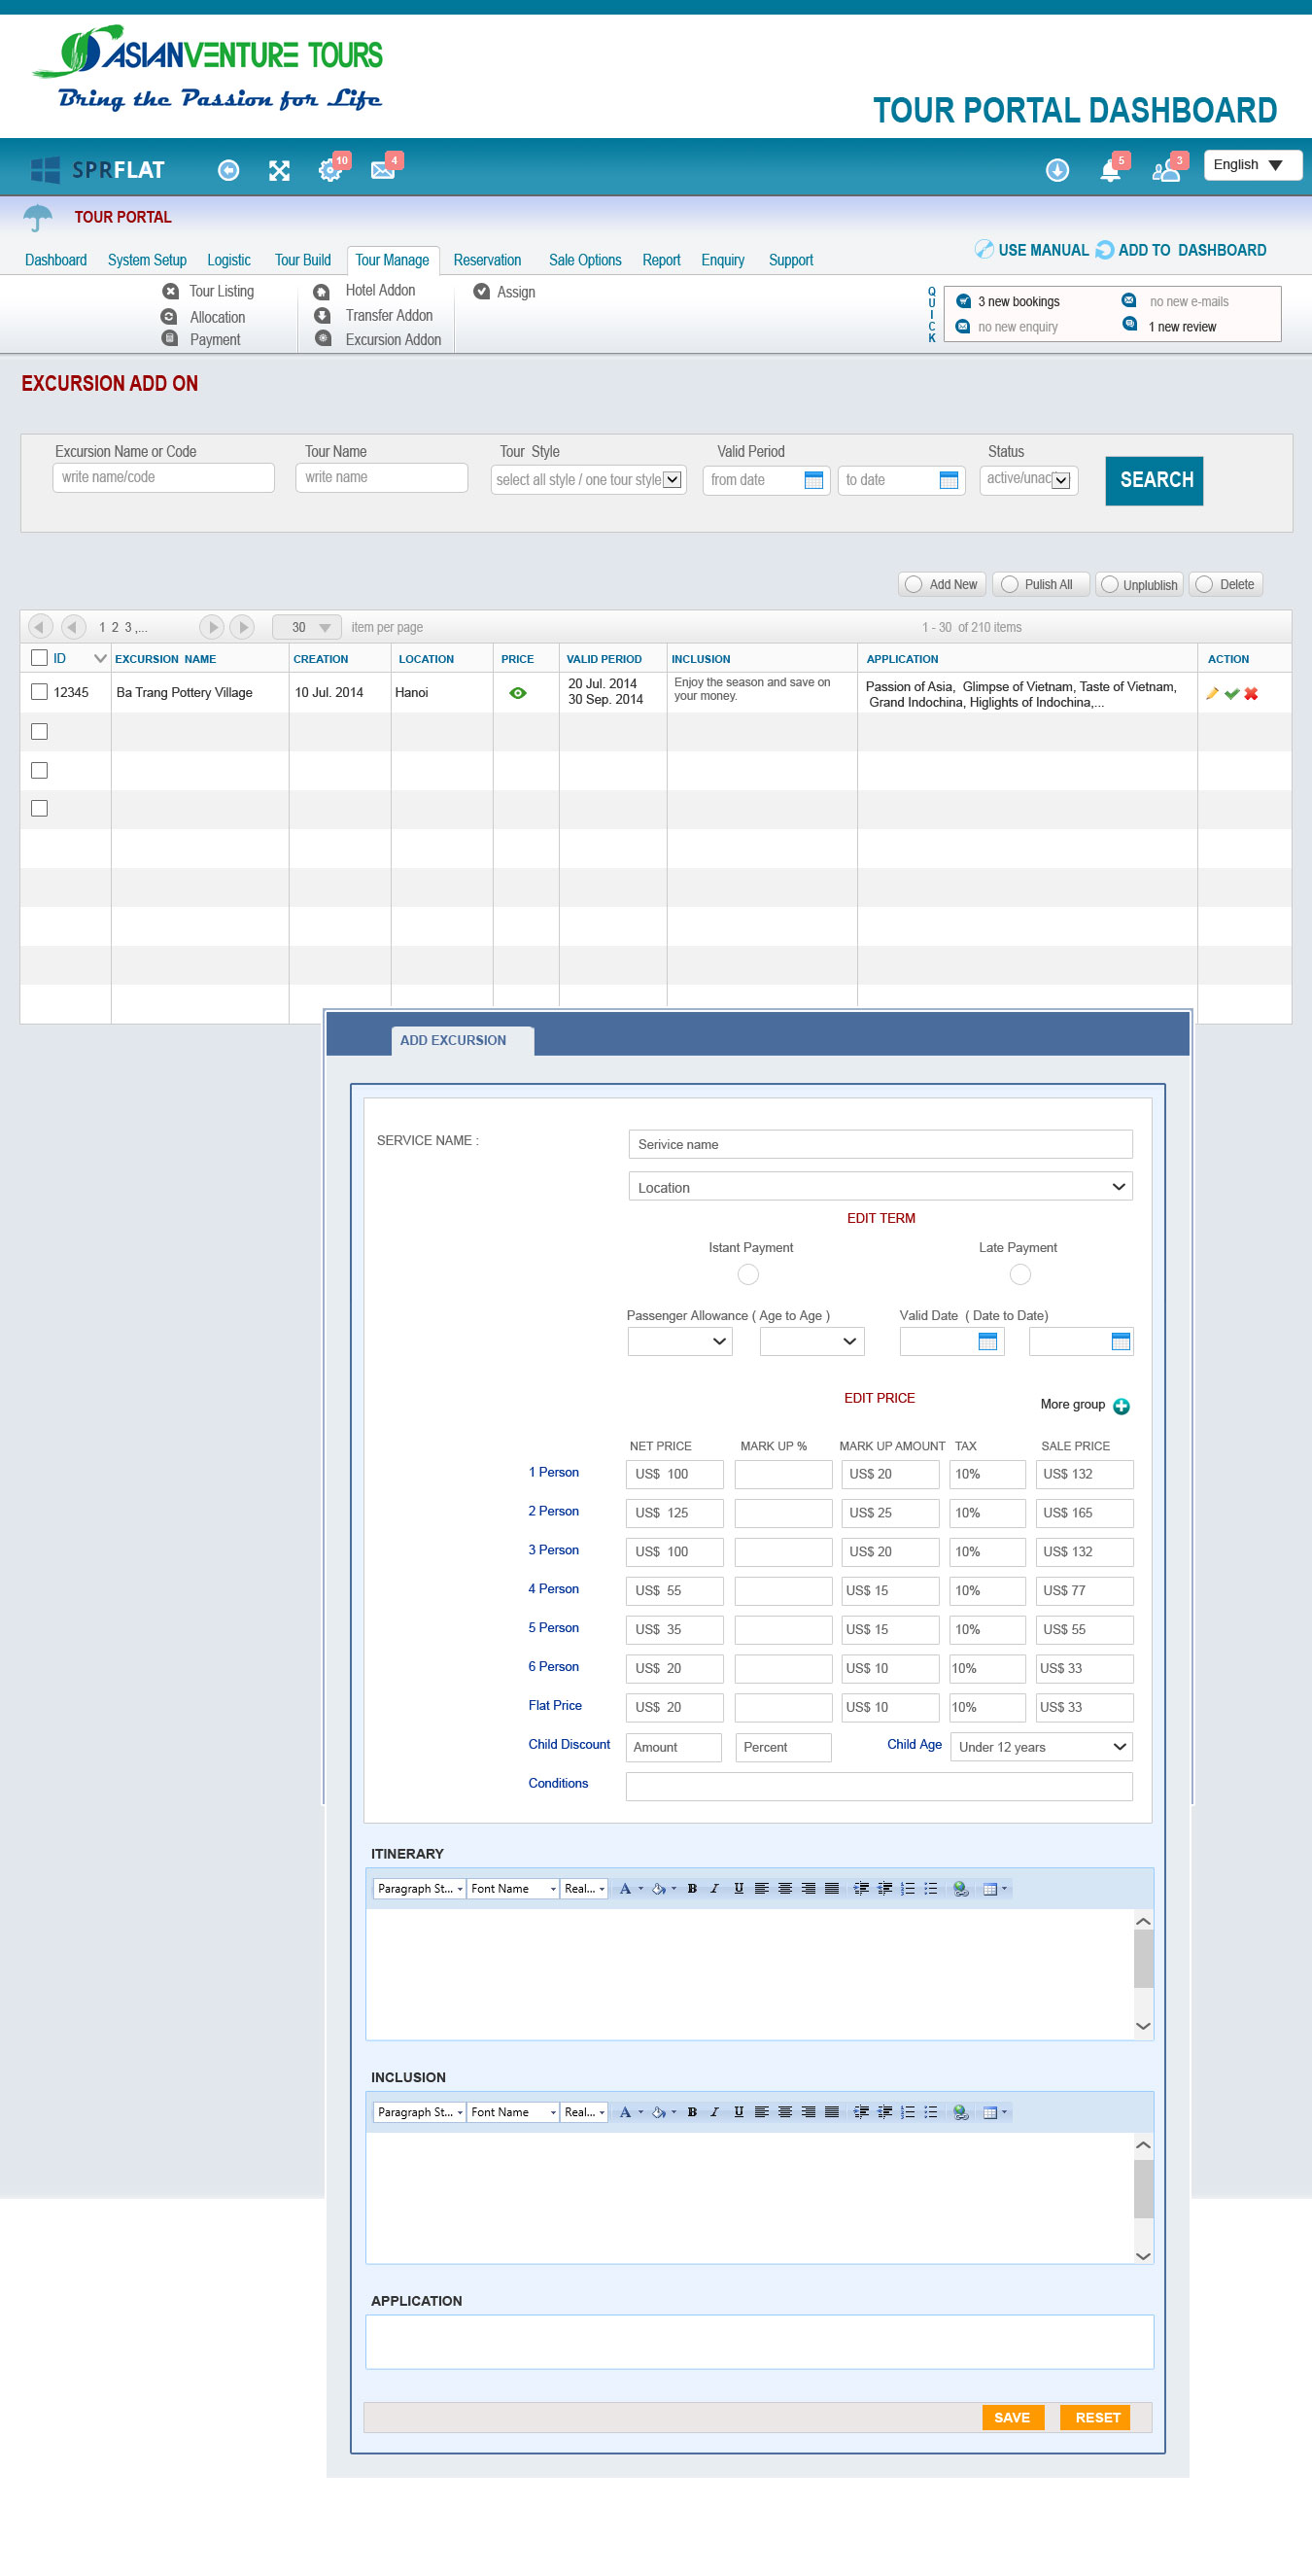 ASIANVENTURE TOURS
Bring the Passion for Life
TOUR PORTAL DASHBOARD
SPRFLAT
10
4
5
3
English
TOUR PORTAL
Dashboard System Setup Logistic Tour Build Tour Manage Reservation Sale Options Report Enquiry Support
USE MANUAL ADD TO DASHBOARD
Tour Listing Hotel Addon Assign
Allocation Transfer Addon
Payment Excursion Addon
QUICK
3 new bookings no new e-mails
no new enquiry 1 new review
EXCURSION ADD ON
Excursion Name or Code Tour Name Tour Style Valid Period Status
write name/code write name select all style / one tour style from date to date active/unac
SEARCH
Add New Pulish All Unplublish Delete
1 2 3 ,... 30 item per page 1 - 30 of 210 items
ID EXCURSION NAME CREATION LOCATION PRICE VALID PERIOD INCLUSION APPLICATION ACTION
12345 Ba Trang Pottery Village 10 Jul. 2014 Hanoi
20 Jul. 2014
30 Sep. 2014
Enjoy the season and save on
your money.
Passion of Asia, Glimpse of Vietnam, Taste of Vietnam,
Grand Indochina, Higlights of Indochina,...
ADD EXCURSION
SERVICE NAME :
Serivice name
Location
EDIT TERM
Istant Payment Late Payment
Passenger Allowance ( Age to Age ) Valid Date ( Date to Date)
EDIT PRICE
More group
NET PRICE MARK UP % MARK UP AMOUNT TAX SALE PRICE
1 Person US$ 100 US$ 20 10% US$ 132
2 Person US$ 125 US$ 25 10% US$ 165
3 Person US$ 100 US$ 20 10% US$ 132
4 Person US$ 55 US$ 15 10% US$ 77
5 Person US$ 35 US$ 15 10% US$ 55
6 Person US$ 20 US$ 10 10% US$ 33
Flat Price US$ 20 US$ 10 10% US$ 33
Child Discount Amount Percent Child Age Under 12 years
Conditions
ITINERARY
Paragraph St... Font Name Real... A B I U
INCLUSION
Paragraph St... Font Name Real... A B I U
APPLICATION
SAVE RESET